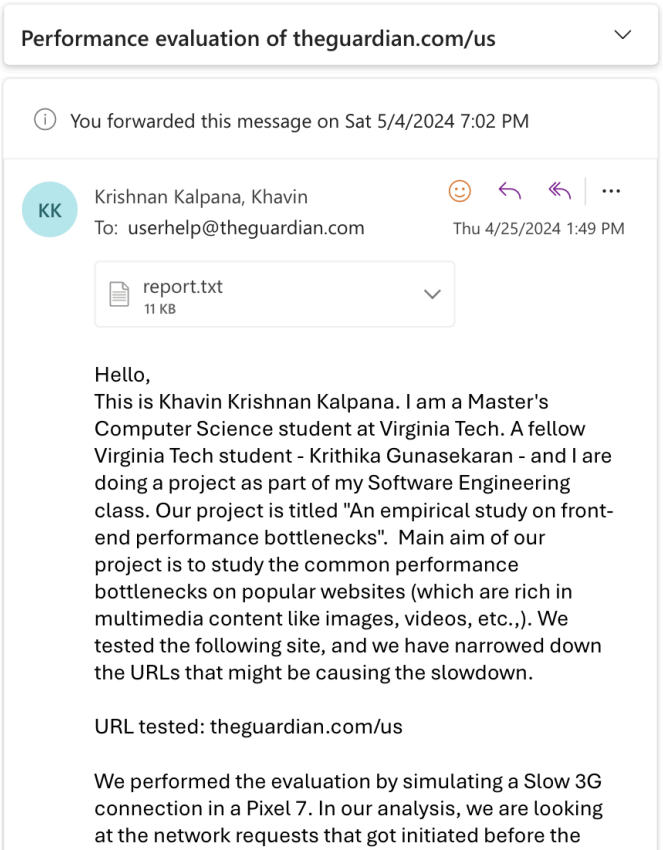 Performance evaluation of theguardian.com/us
You forwarded this message on Sat 5/4/2024 7:02 PM
KK
Krishnan Kalpana, Khavin
To: userhelp@theguardian.com
Thu 4/25/2024 1:49 PM
report.txt
11 KB
Hello,
This is Khavin Krishnan Kalpana. I am a Master's
Computer Science student at Virginia Tech. A fellow
Virginia Tech student - Krithika Gunasekaran - and I are
doing a project as part of my Software Engineering
class. Our project is titled "An empirical study on front-
end performance bottlenecks".  Main aim of our
project is to study the common performance
bottlenecks on popular websites (which are rich in
multimedia content like images, videos, etc.,). We
tested the following site, and we have narrowed down
the URLs that might be causing the slowdown.
URL tested: theguardian.com/us
We performed the evaluation by simulating a Slow 3G
connection in a Pixel 7. In our analysis, we are looking
at the network requests that got initiated before the